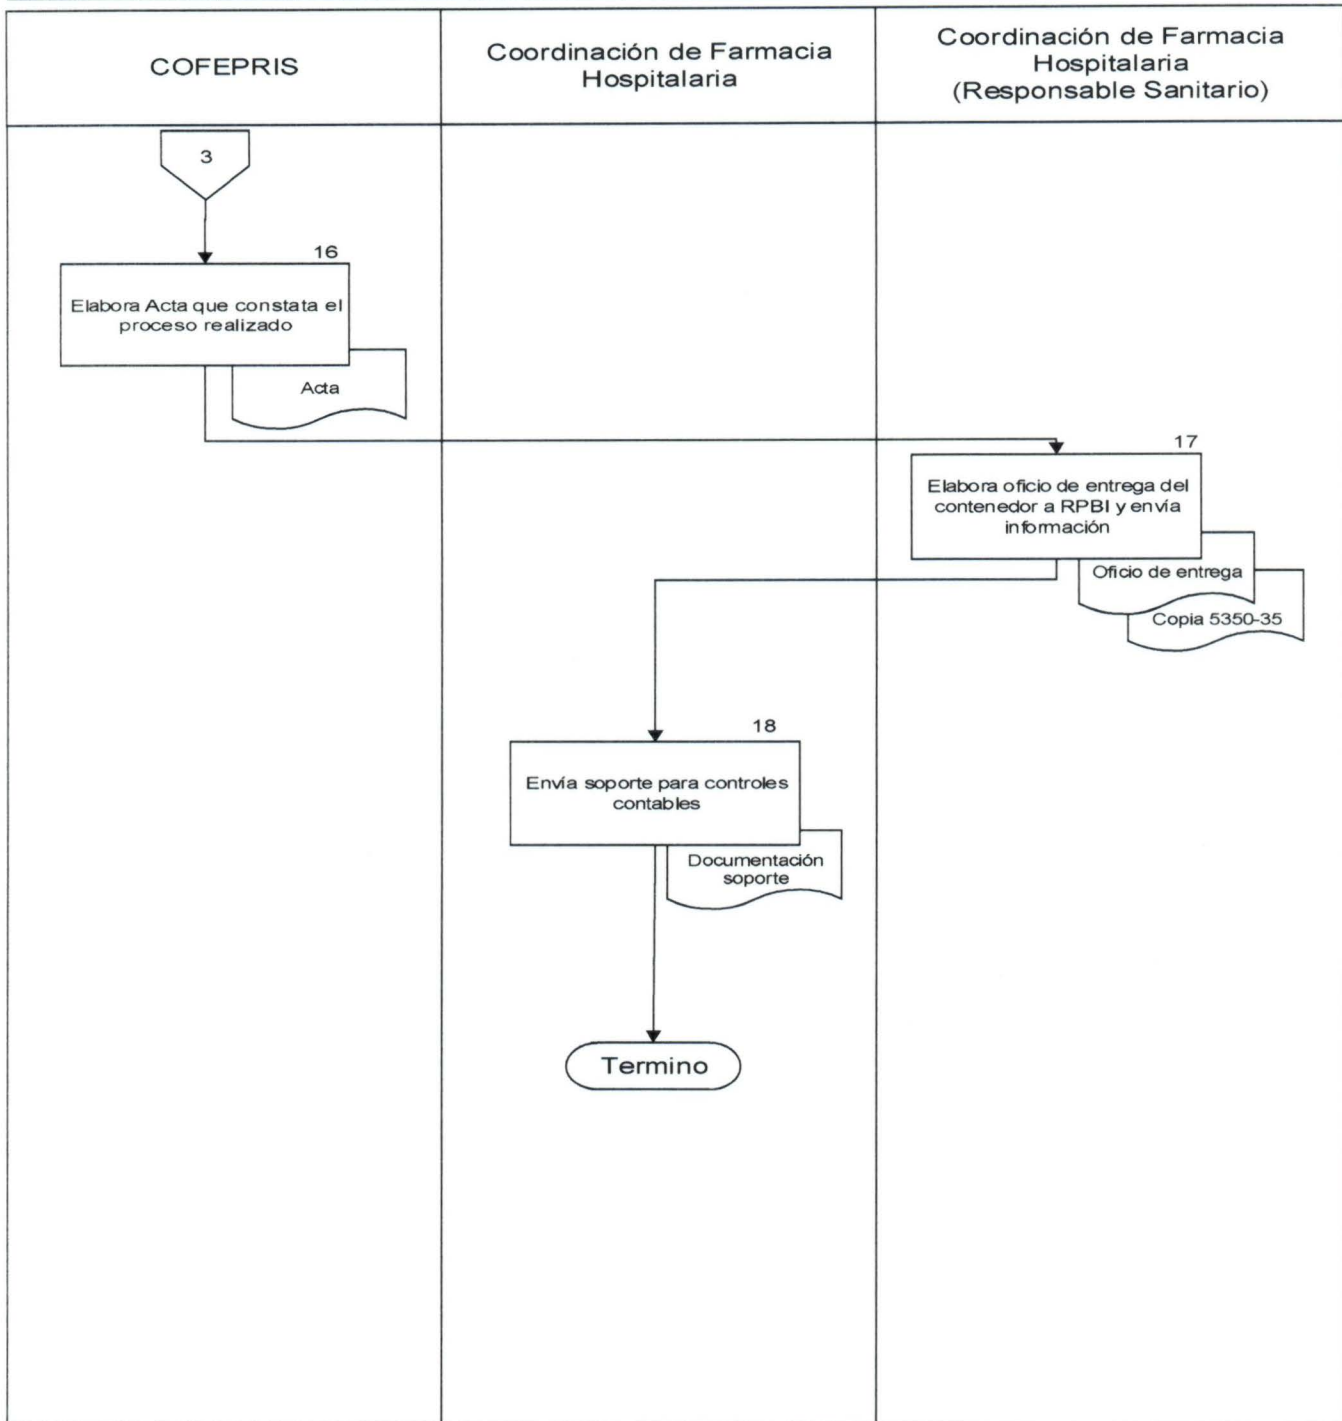 COFEPRIS
Coordinación de Farmacia
Hospitalaria
Coordinación de Farmacia
Hospitalaria
(Responsable Sanitario)
3
16
Elabora Acta que constata el
proceso realizado
Acta
17
Elabora oficio de entrega del
contenedor a RPBI y envía
información
Oficio de entrega
Copia 5350-35
18
Envía soporte para controles
contables
Documentación
soporte
Termino